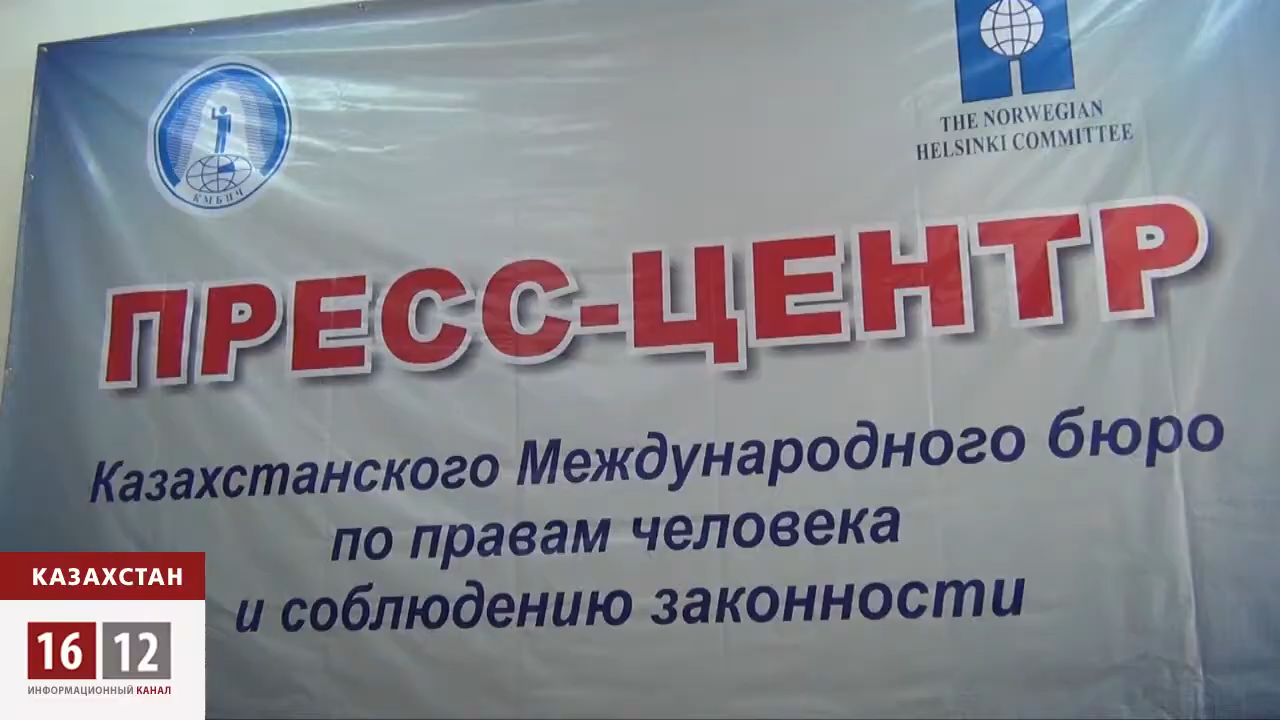 КМБПЧ
THE NORWEGIAN
HELSINKI COMMITTEE
ПРЕСС-ЦЕНТР
Казахстанского Международного бюро
по правам человека
и соблюдению законности
КАЗАХСТАН
16 12
ИНФОРМАЦИОННЫЙ КАНАЛ